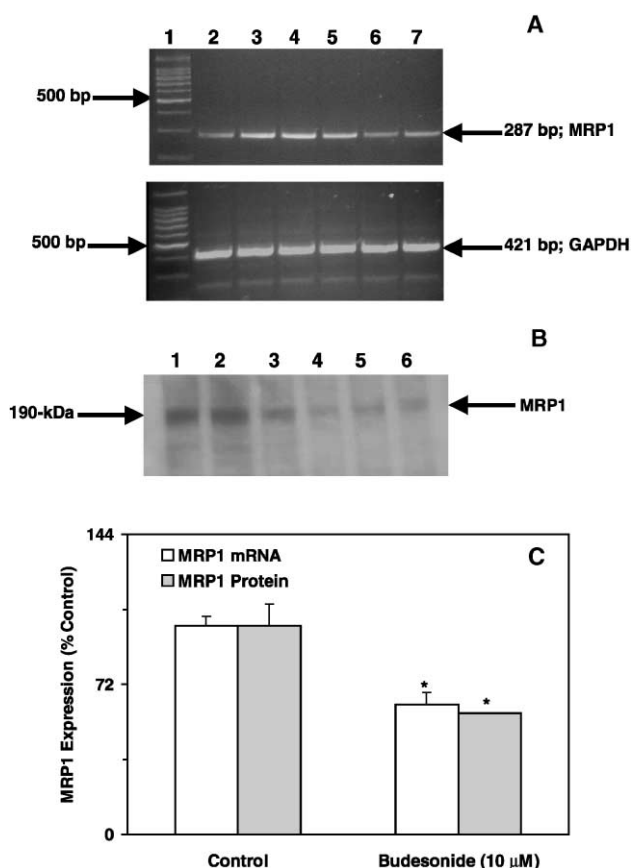 A
1 2 3 4 5 6 7
500 bp
287 bp; MRP1
500 bp
421 bp; GAPDH
B
1 2 3 4 5 6
190-kDa
MRP1
C
144
MRP1 mRNA
MRP1 Protein
MRP1 Expression (% Control)
72
* *
0
Control Budesonide (10 μM)